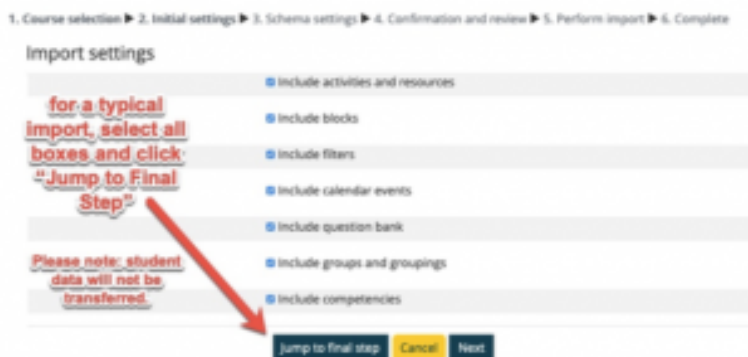 1. Course selection ▶ 2. Initial settings ▶ 3. Schema settings ▶ 4. Confirmation and review ▶ 5. Perform import ▶ 6. Complete
Import settings
Include activities and resources
for a typical
import, select all
boxes and click
"Jump to Final
Step"
Include blocks
Include filters
Include calendar events
Include question bank
Please note: student
data will not be
transferred.
Include groups and groupings
Include competencies
Jump to final step Cancel Next